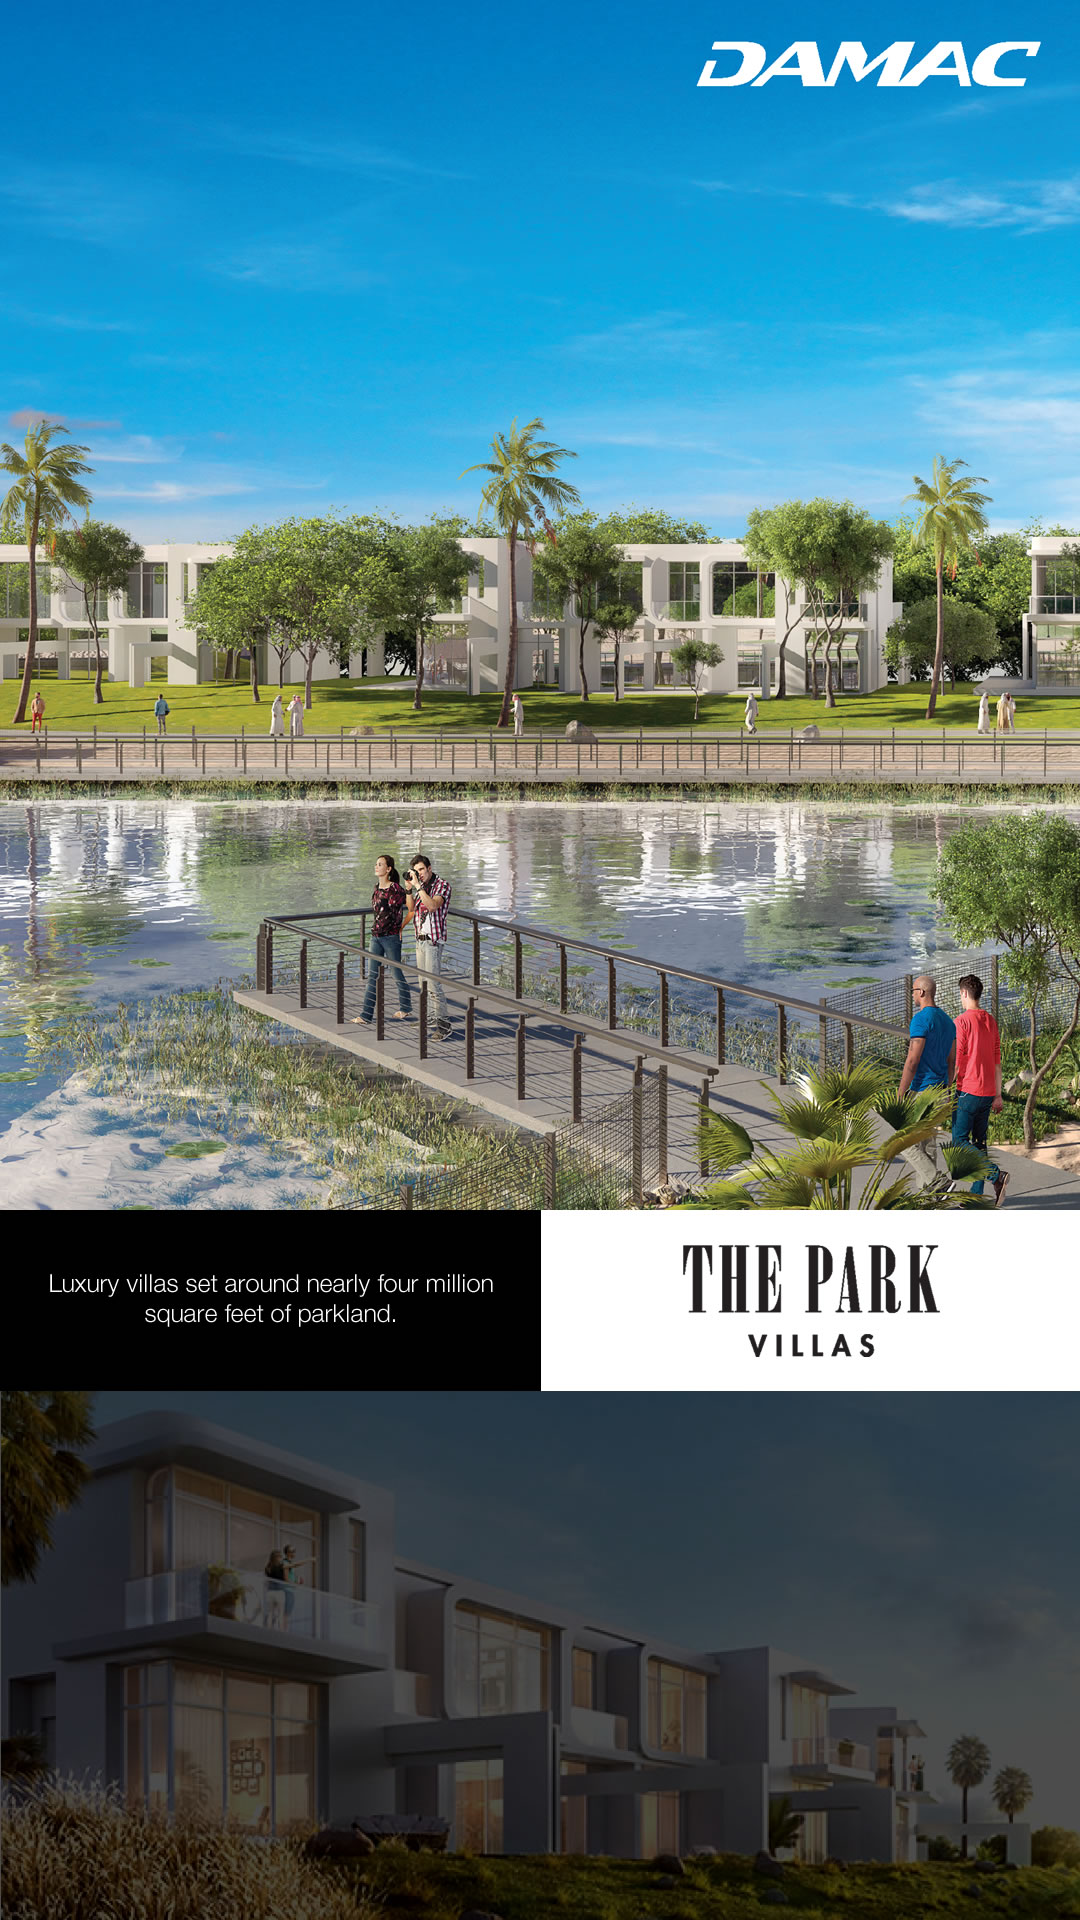 DAMAC
Luxury villas set around nearly four million
square feet of parkland.
THE PARK
VILLAS